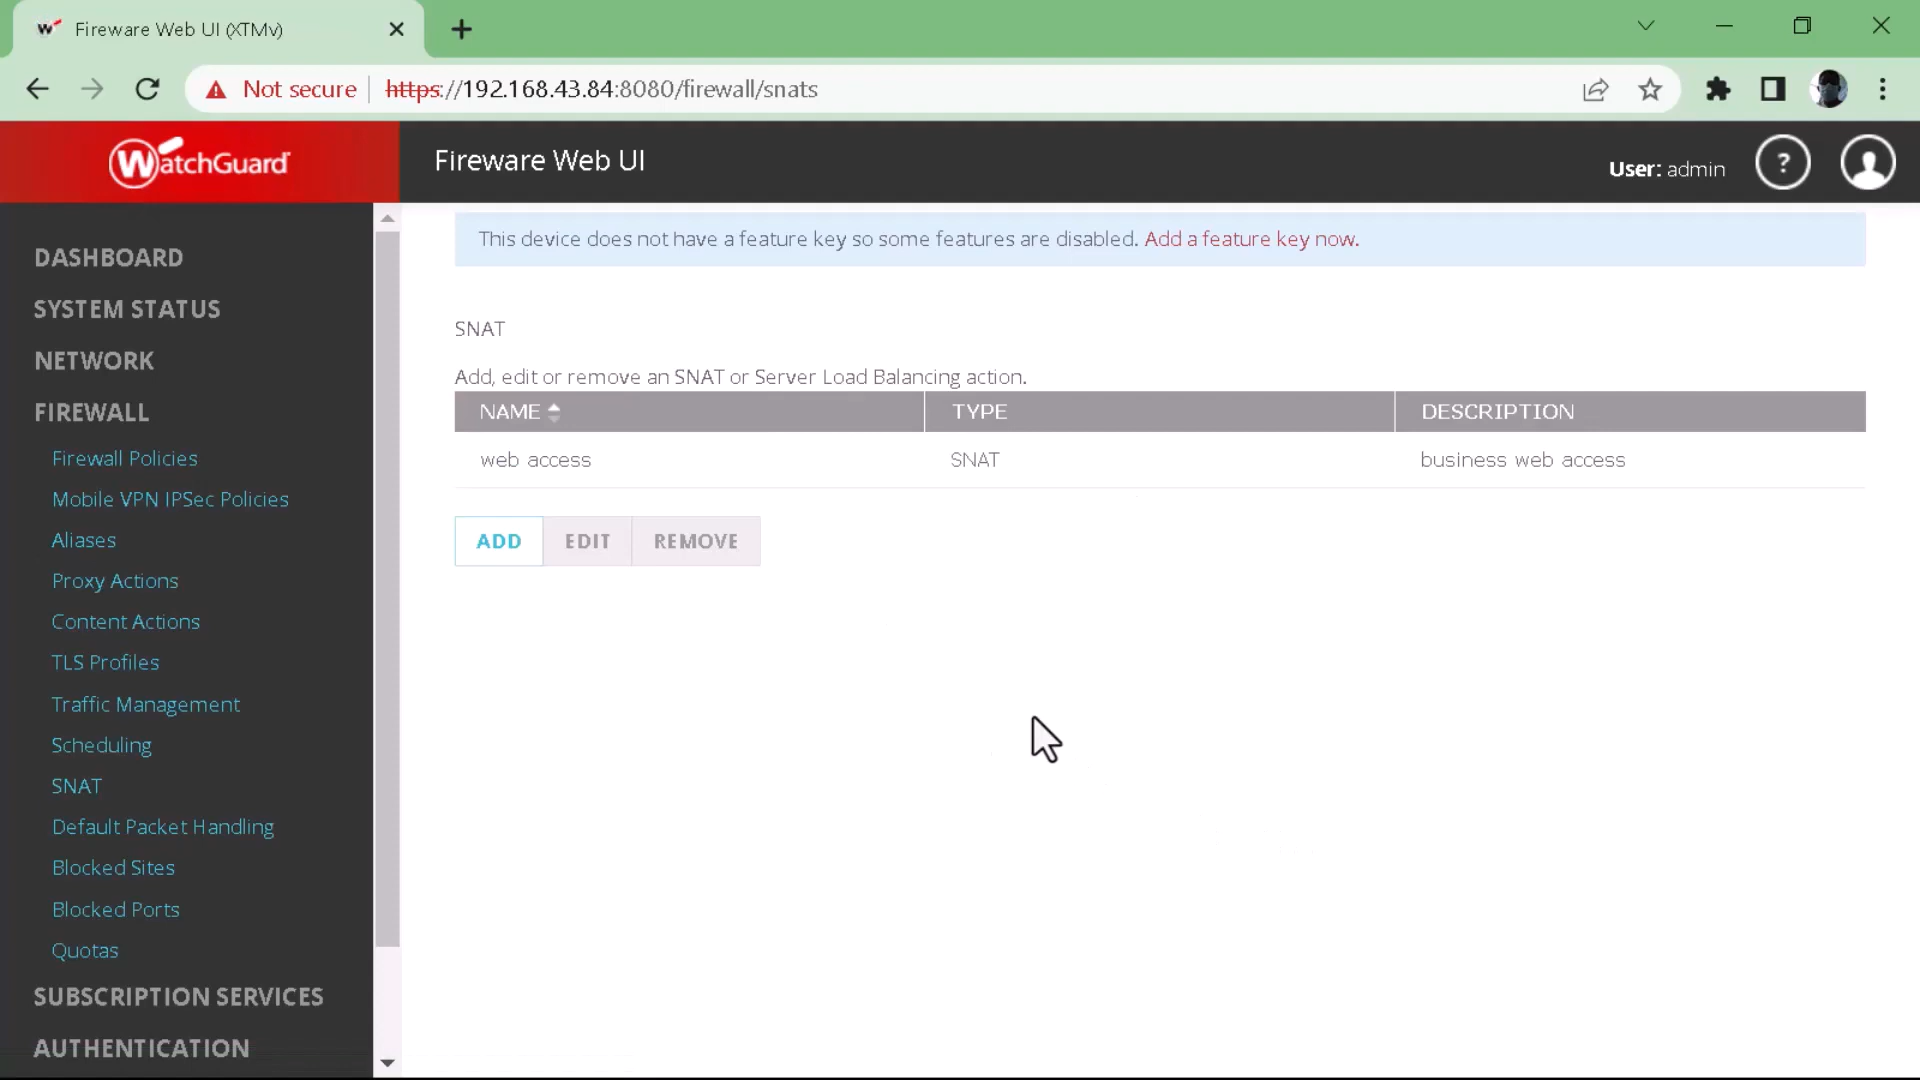 Fireware Web UI (XTMv)
Not secure https://192.168.43.84:8080/firewall/snats
WatchGuard
Fireware Web UI
User: admin
?
DASHBOARD
SYSTEM STATUS
NETWORK
FIREWALL
Firewall Policies
Mobile VPN IPSec Policies
Aliases
Proxy Actions
Content Actions
TLS Profiles
Traffic Management
Scheduling
SNAT
Default Packet Handling
Blocked Sites
Blocked Ports
Quotas
SUBSCRIPTION SERVICES
AUTHENTICATION
This device does not have a feature key so some features are disabled. Add a feature key now.
SNAT
Add, edit or remove an SNAT or Server Load Balancing action.
NAME TYPE DESCRIPTION
web access SNAT business web access
ADD EDIT REMOVE